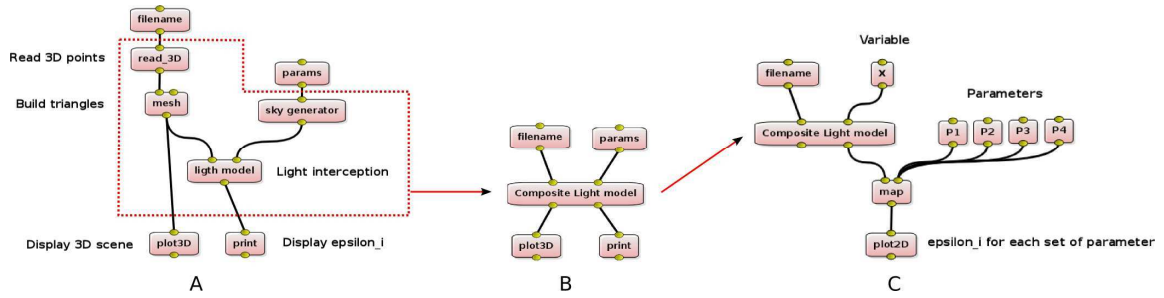 filename
Read 3D points
read_3D
params
Build triangles
mesh
sky generator
ligth model
Light interception
Display 3D scene
plot3D
print
Display epsilon_i
A
filename
params
Composite Light model
plot3D
print
B
Variable
filename
X
Parameters
Composite Light model
P1
P2
P3
P4
map
plot2D
epsilon_i for each set of parameter
C